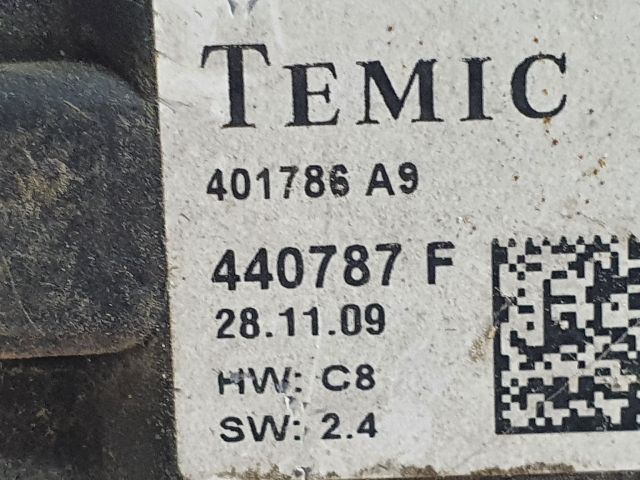 TEMIC
401786 A9
440787 F
28.11.09
HW: C8
SW: 2.4